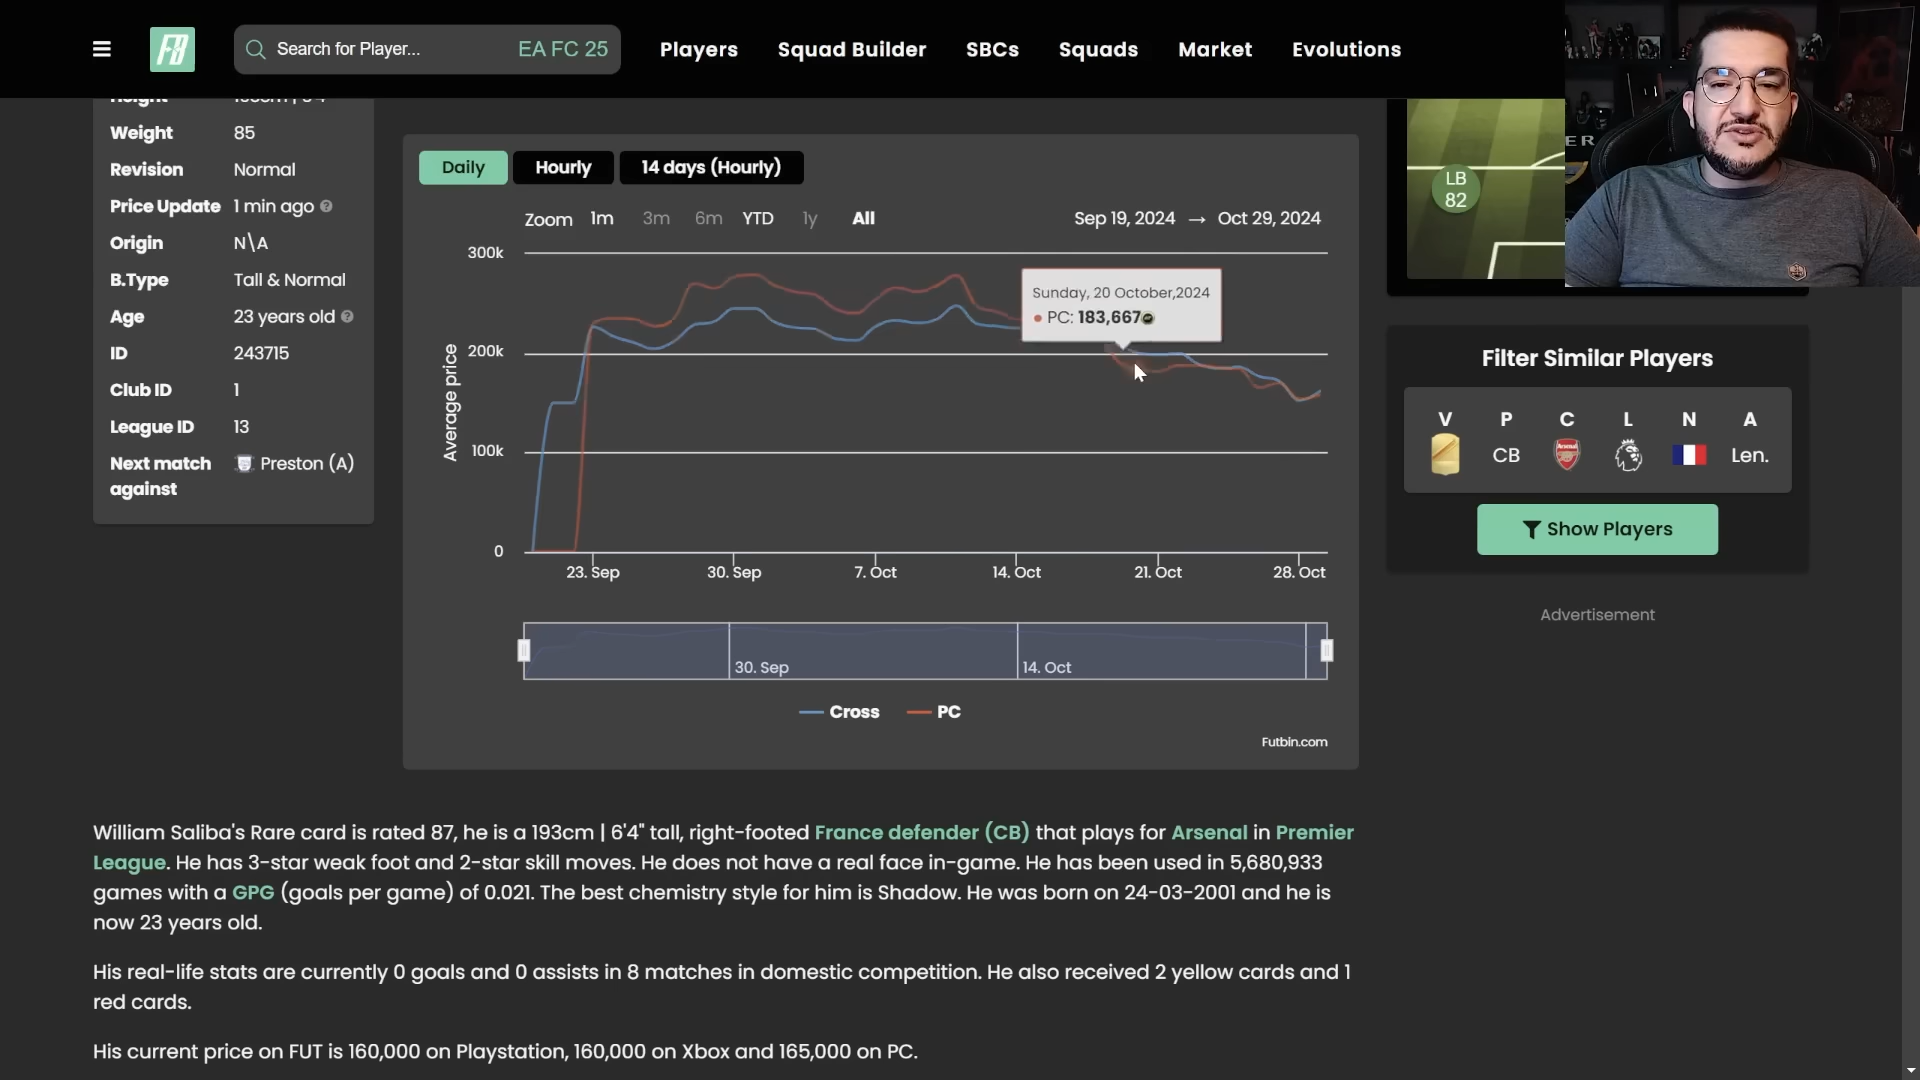 Search for Player... EA FC 25 Players Squad Builder SBCs Squads Market Evolutions
Weight 85
Revision Normal
Price Update 1 min ago
Origin N\A
B.Type Tall & Normal
Age 23 years old
ID 243715
Club ID 1
League ID 13
Next match against Preston (A)
Daily Hourly 14 days (Hourly)
Zoom 1m 3m 6m YTD 1y All Sep 19, 2024 → Oct 29, 2024
Average price
300k
200k
100k
0
Sunday, 20 October,2024
PC: 183,667
23. Sep 30. Sep 7. Oct 14. Oct 21. Oct 28. Oct
30. Sep 14. Oct
Cross PC
Futbin.com
LB
82
Filter Similar Players
V P C L N A
CB Len.
Show Players
Advertisement
William Saliba's Rare card is rated 87, he is a 193cm | 6'4" tall, right-footed France defender (CB) that plays for Arsenal in Premier
League. He has 3-star weak foot and 2-star skill moves. He does not have a real face in-game. He has been used in 5,680,933
games with a GPG (goals per game) of 0.021. The best chemistry style for him is Shadow. He was born on 24-03-2001 and he is
now 23 years old.
His real-life stats are currently 0 goals and 0 assists in 8 matches in domestic competition. He also received 2 yellow cards and 1
red cards.
His current price on FUT is 160,000 on Playstation, 160,000 on Xbox and 165,000 on PC.